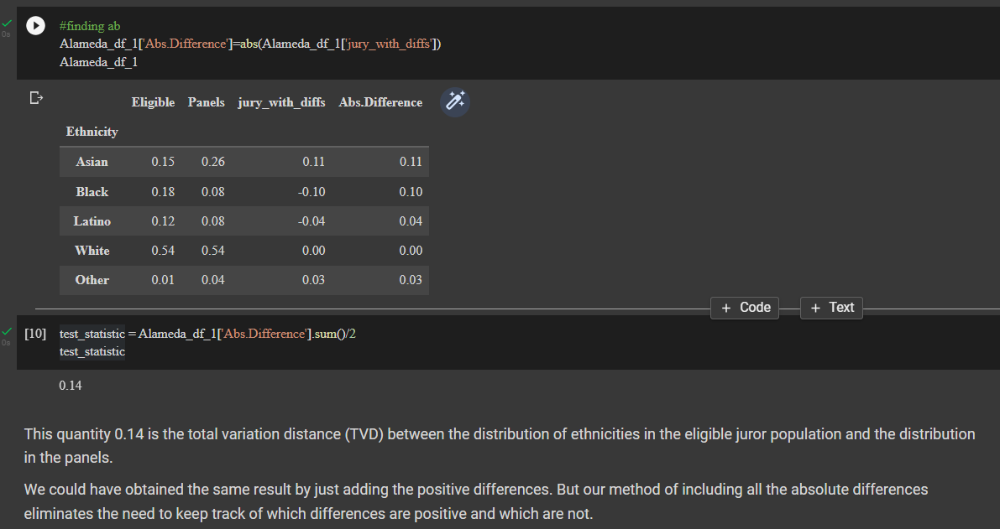 #finding ab
0s
Alameda_df_1['Abs.Difference']=abs(Alameda_df_1['jury_with_diffs'])
Alameda_df_1
Eligible Panels jury_with_diffs Abs.Difference
Ethnicity
Asian 0.15 0.26 0.11 0.11
Black 0.18 0.08 -0.10 0.10
Latino 0.12 0.08 -0.04 0.04
White 0.54 0.54 0.00 0.00
Other 0.01 0.04 0.03 0.03
+ Code + Text
[10] test_statistic = Alameda_df_1['Abs.Difference'].sum()/2
0s
test_statistic
0.14
This quantity 0.14 is the total variation distance (TVD) between the distribution of ethnicities in the eligible juror population and the distribution
in the panels.
We could have obtained the same result by just adding the positive differences. But our method of including all the absolute differences
eliminates the need to keep track of which differences are positive and which are not.